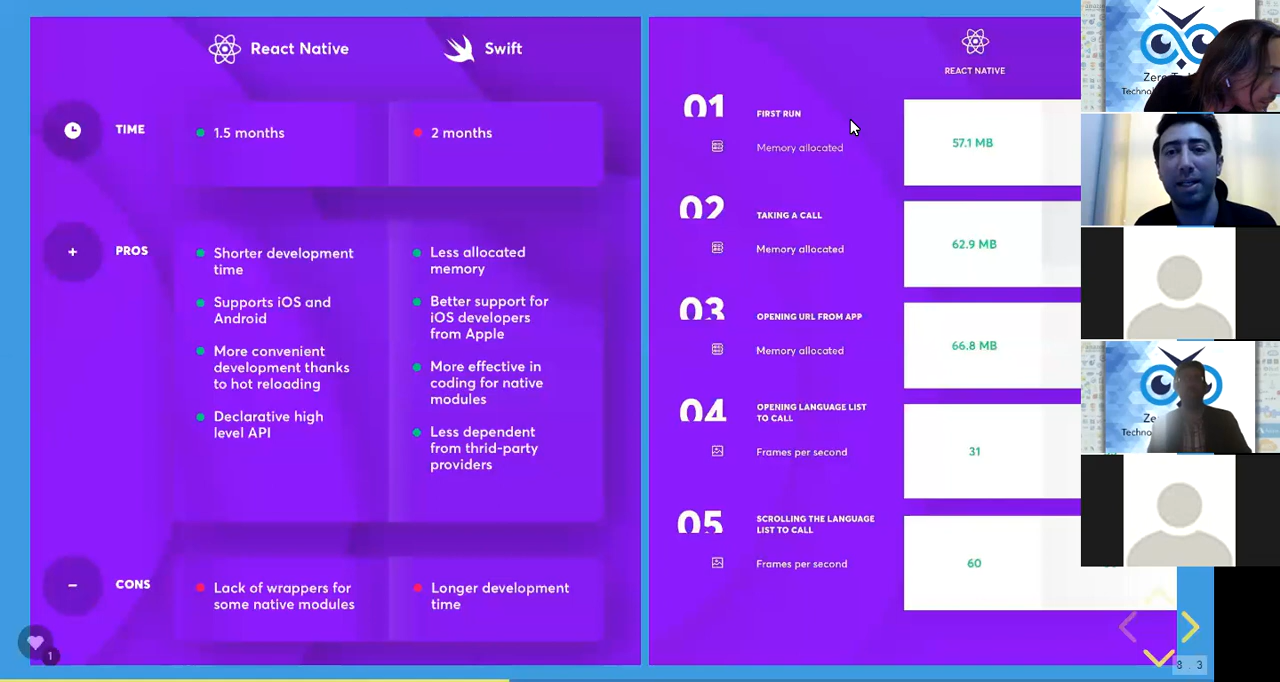 React Native
Swift
TIME
1.5 months
2 months
PROS
Shorter development
time
Supports iOS and
Android
More convenient
development thanks
to hot reloading
Declarative high
level API
Less allocated
memory
Better support for
iOS developers
from Apple
More effective in
coding for native
modules
Less dependent
from thrid-party
providers
CONS
Lack of wrappers for
some native modules
Longer development
time
1
REACT NATIVE
01
FIRST RUN
Memory allocated
57.1 MB
02
TAKING A CALL
Memory allocated
62.9 MB
03
OPENING URL FROM APP
Memory allocated
66.8 MB
04
OPENING LANGUAGE LIST
TO CALL
Frames per second
31
05
SCROLLING THE LANGUAGE
LIST TO CALL
Frames per second
60
8 . 3